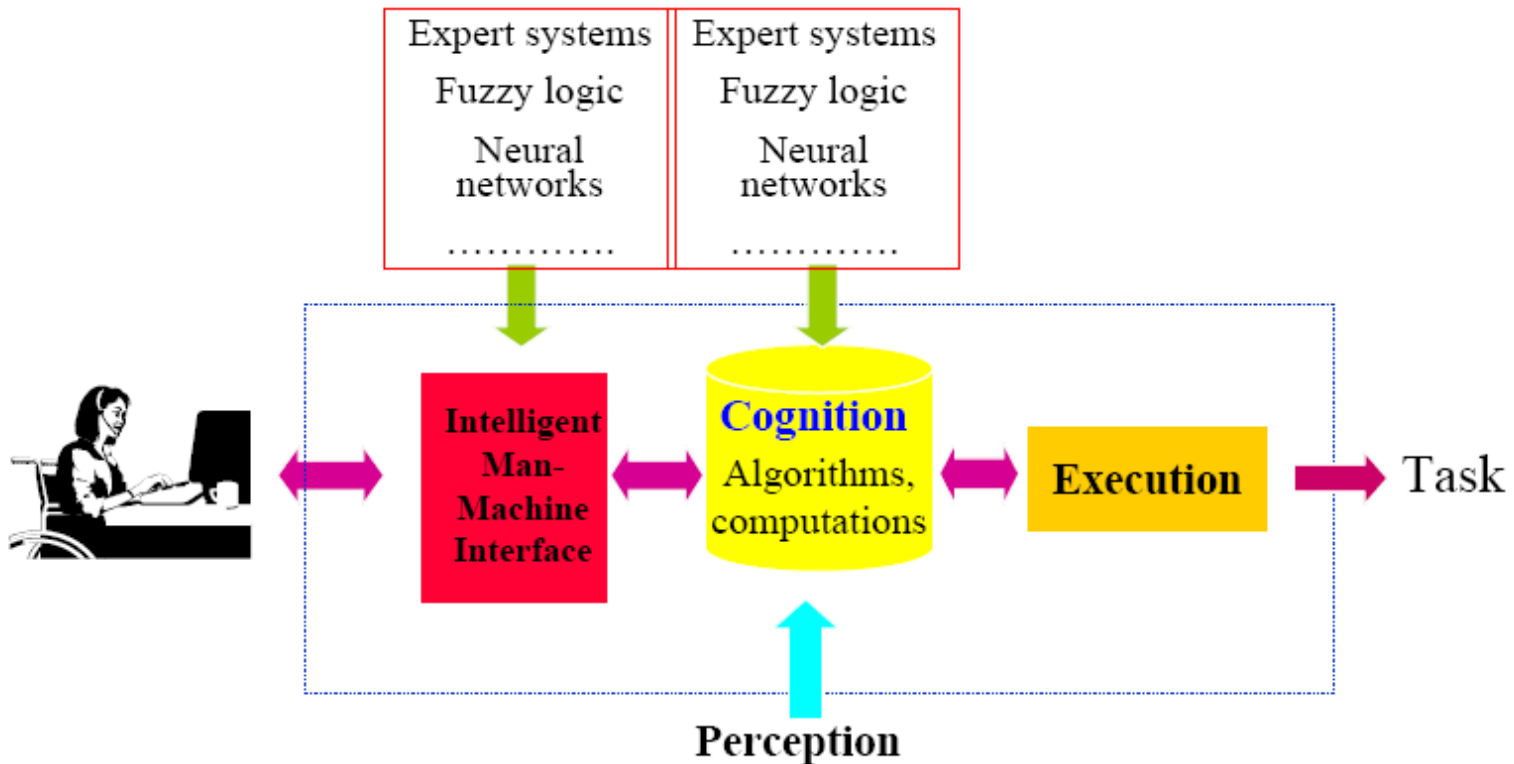 Expert systems
Fuzzy logic
Neural
networks
………….
Expert systems
Fuzzy logic
Neural
networks
………….
Intelligent
Man-
Machine
Interface
Cognition
Algorithms,
computations
Execution
Task
Perception